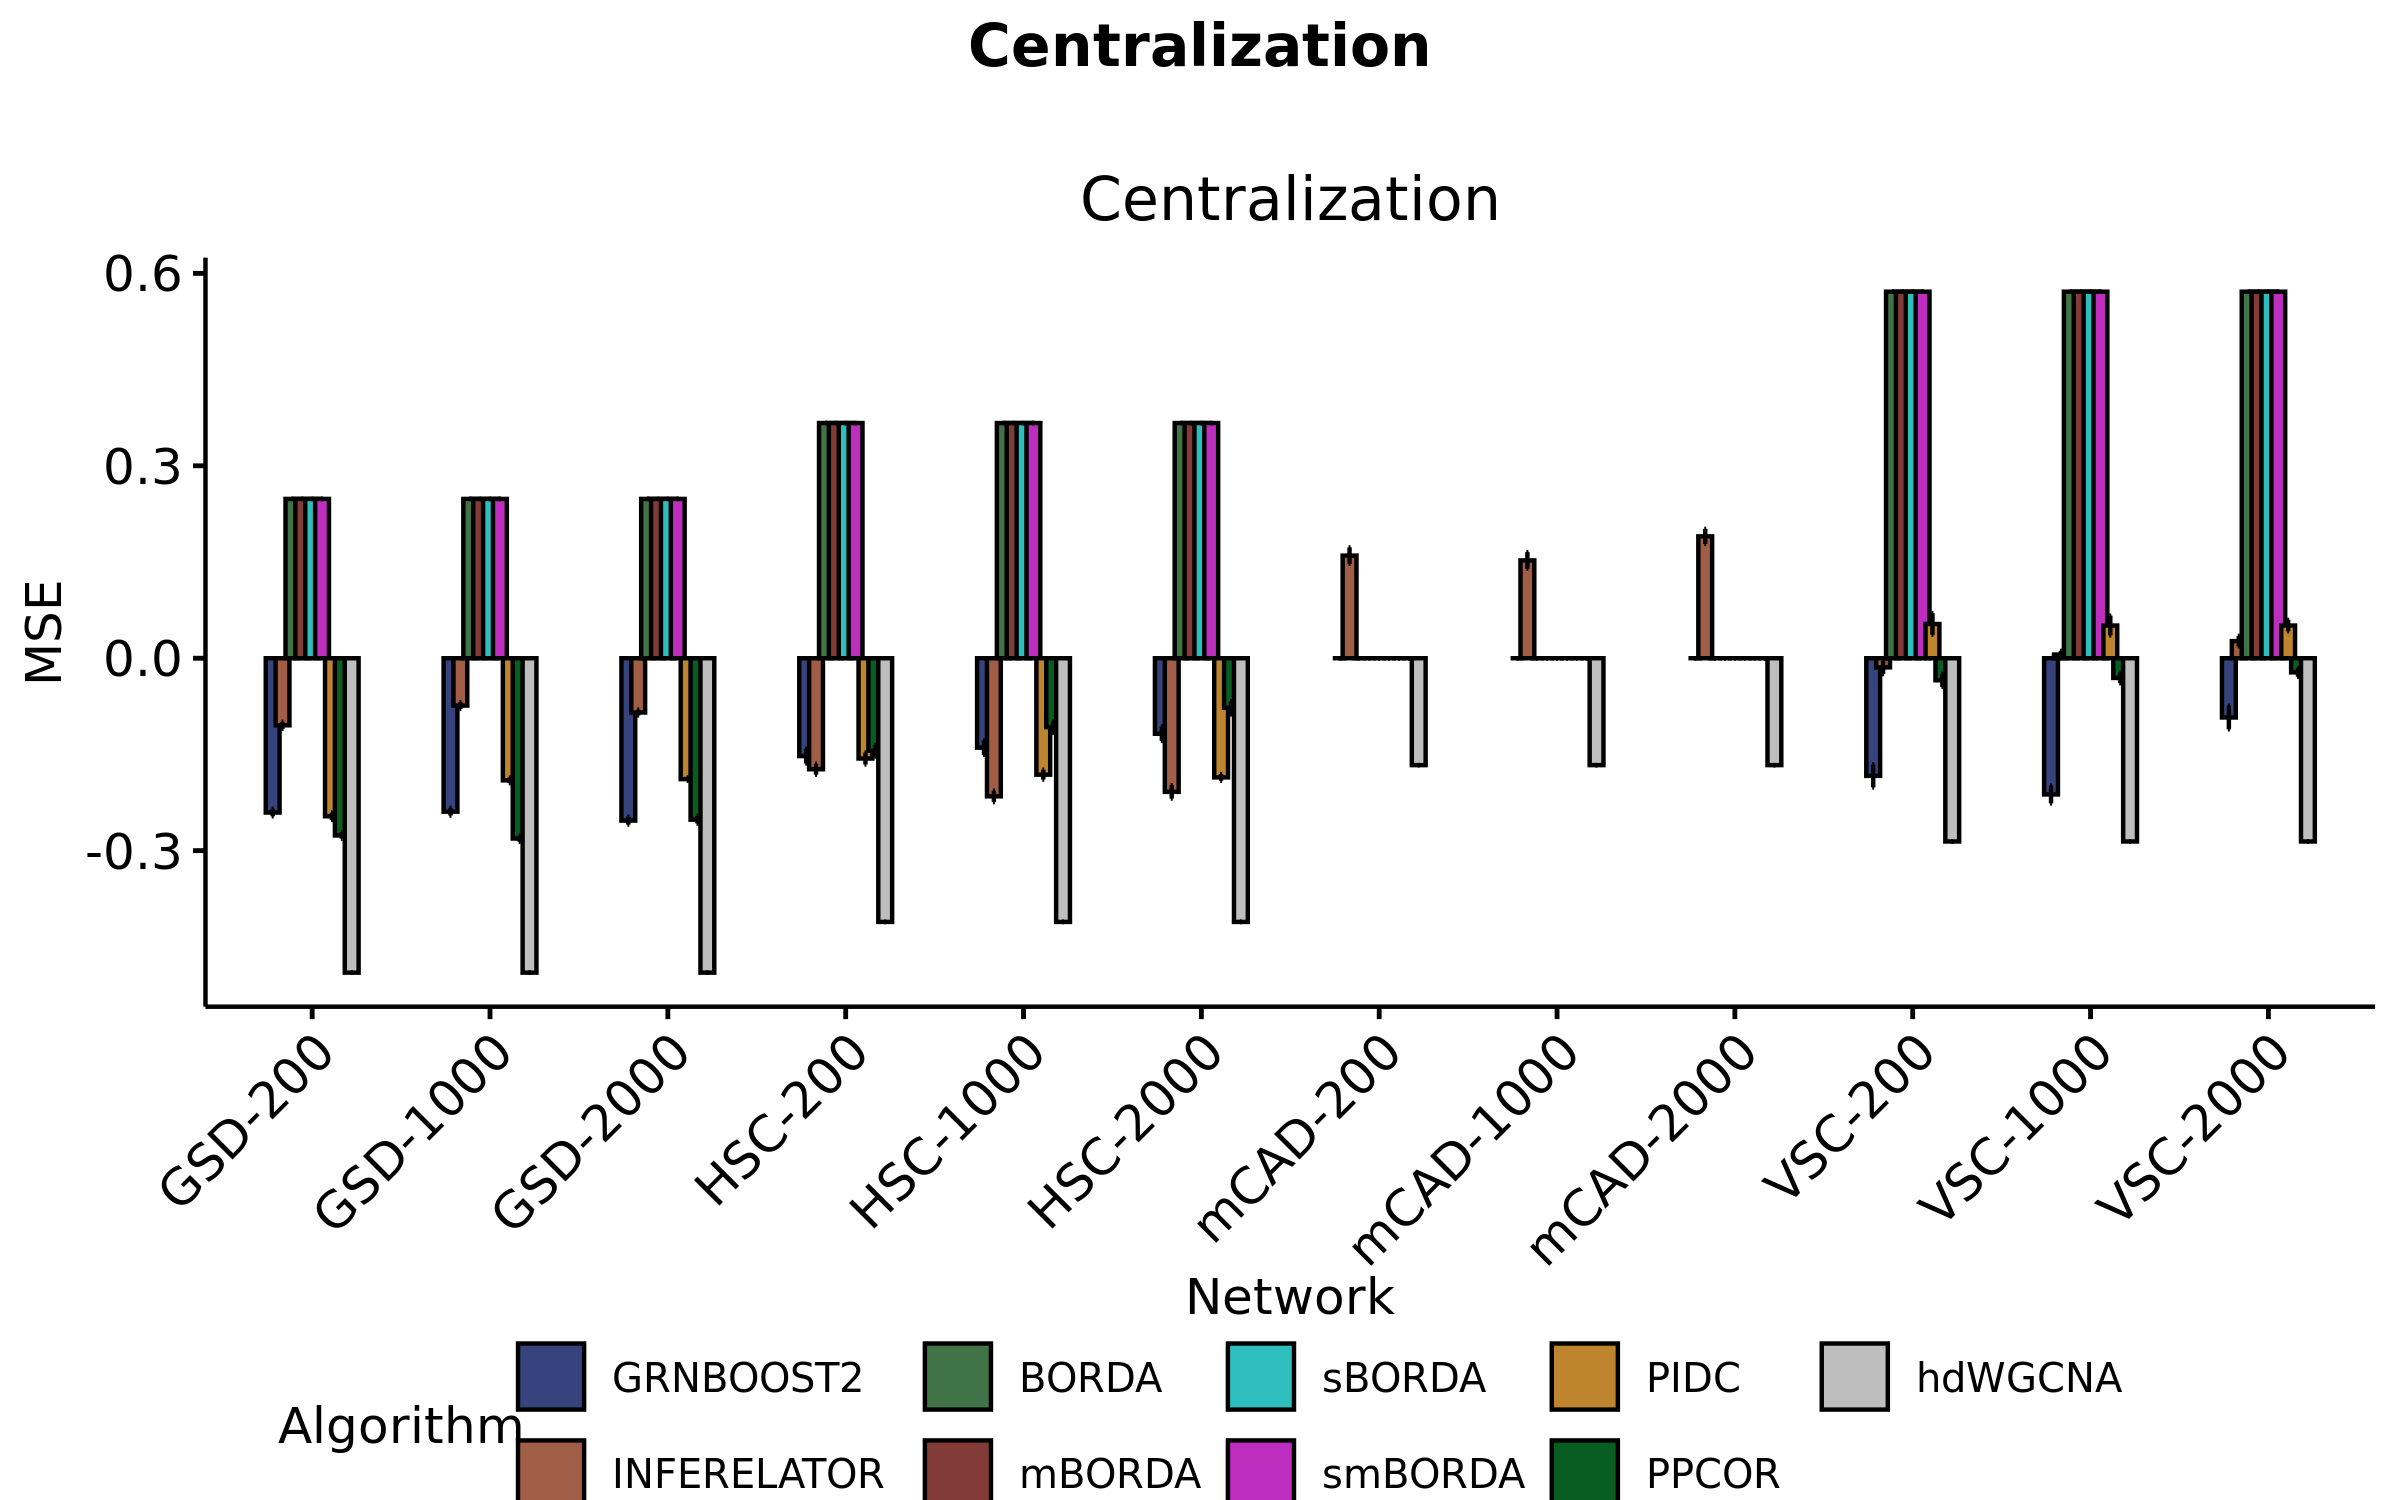 Centralization
Centralization
MSE
0.6
0.3
0.0
-0.3
GSD-200
GSD-1000
GSD-2000
HSC-200
HSC-1000
HSC-2000
mCAD-200
mCAD-1000
mCAD-2000
VSC-200
VSC-1000
VSC-2000
Network
Algorithm
GRNBOOST2 BORDA sBORDA PIDC hdWGCNA
INFERELATOR mBORDA smBORDA PPCOR